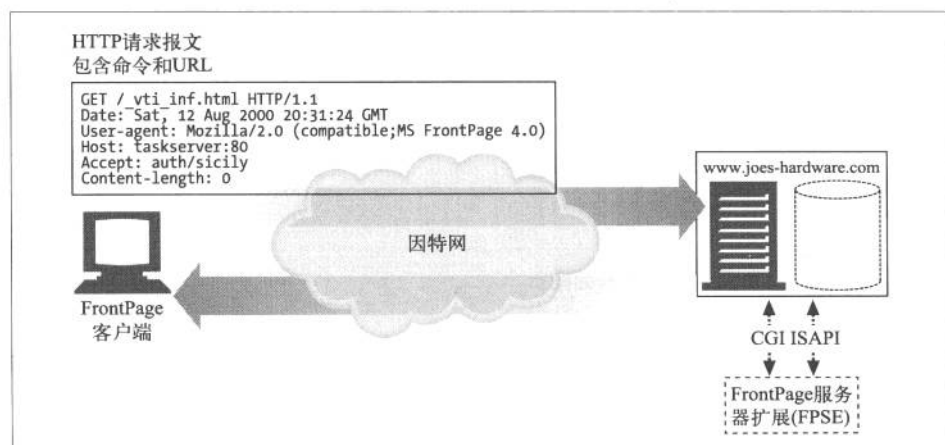 HTTP请求报文
包含命令和URL
GET /_vti_inf.html HTTP/1.1
Date: Sat, 12 Aug 2000 20:31:24 GMT
User-agent: Mozilla/2.0 (compatible;MS FrontPage 4.0)
Host: taskserver:80
Accept: auth/sicily
Content-length: 0
www.joes-hardware.com
因特网
FrontPage
客户端
CGI ISAPI
FrontPage服务
器扩展(FPSE)